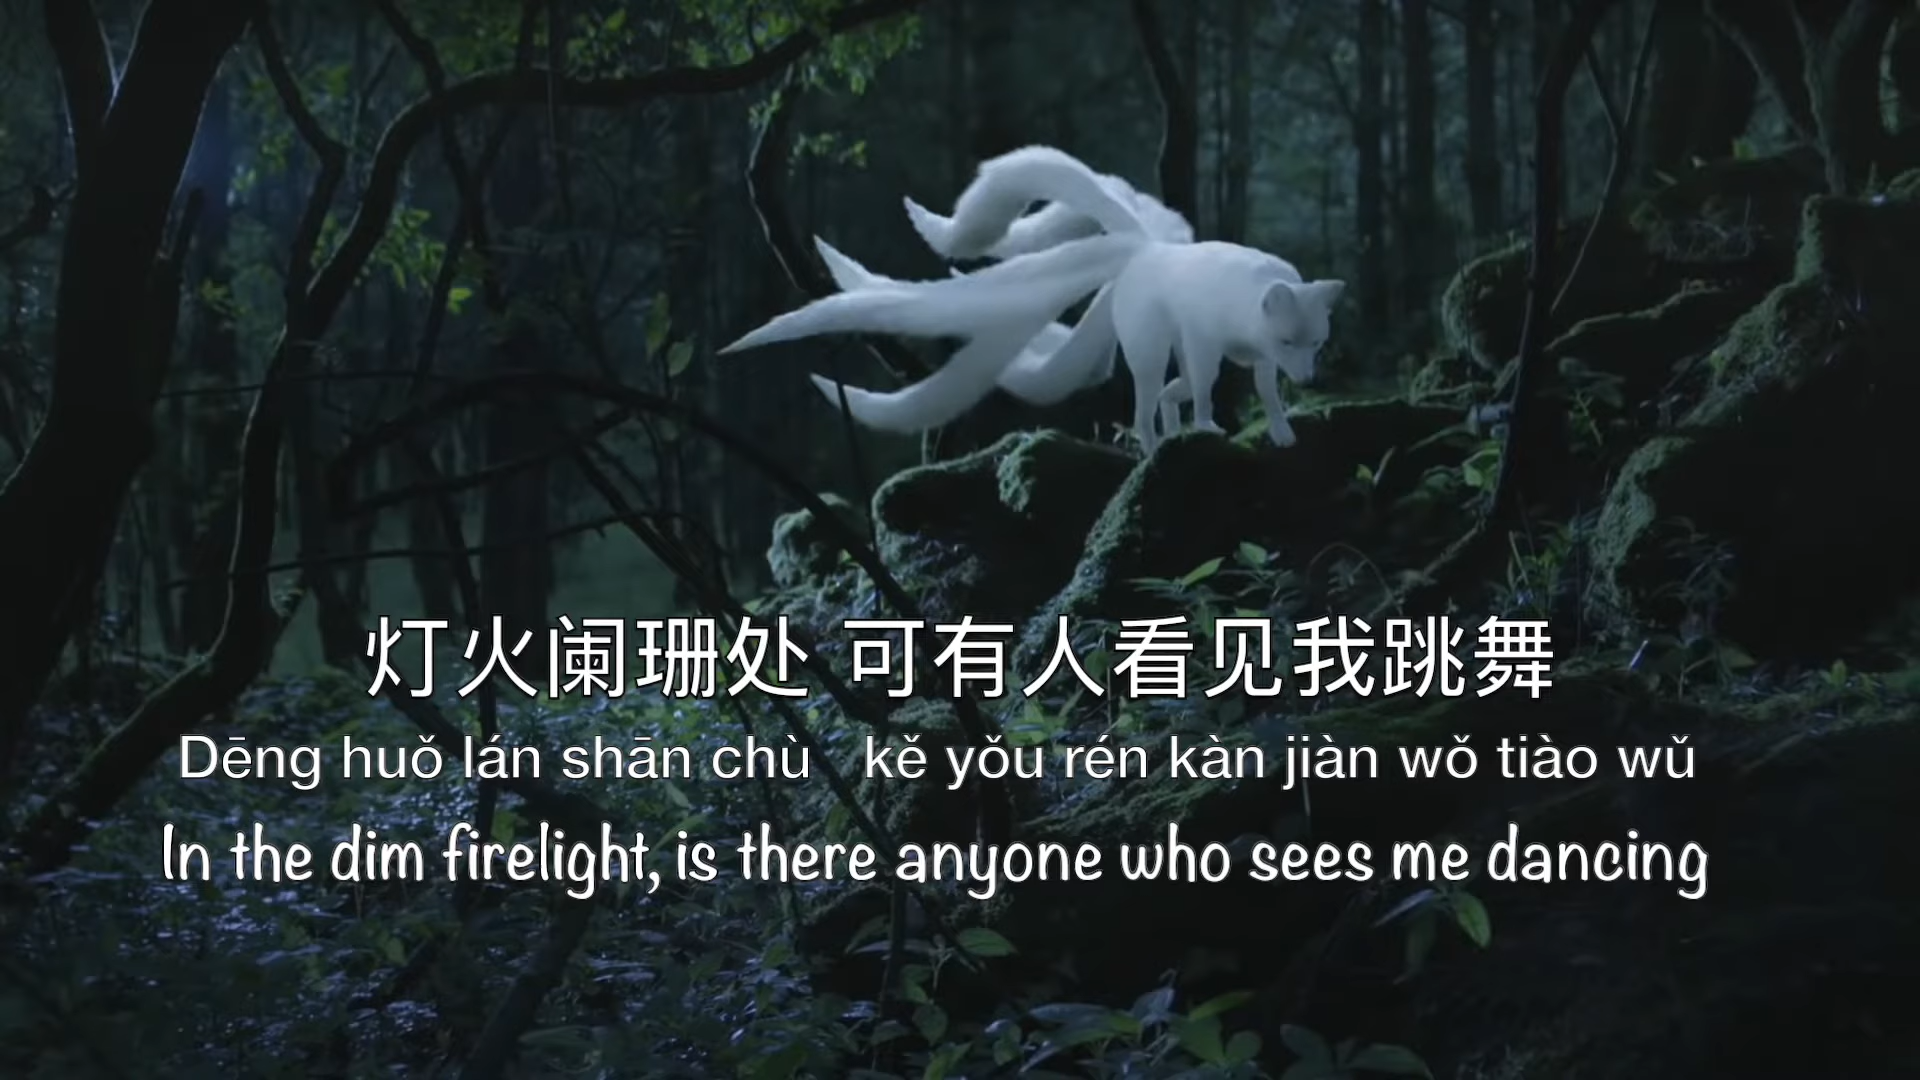 灯火阑珊处 可有人看见我跳舞
Dēng huǒ lán shān chù kě yǒu rén kàn jiàn wǒ tiào wǔ
In the dim firelight, is there anyone who sees me dancing